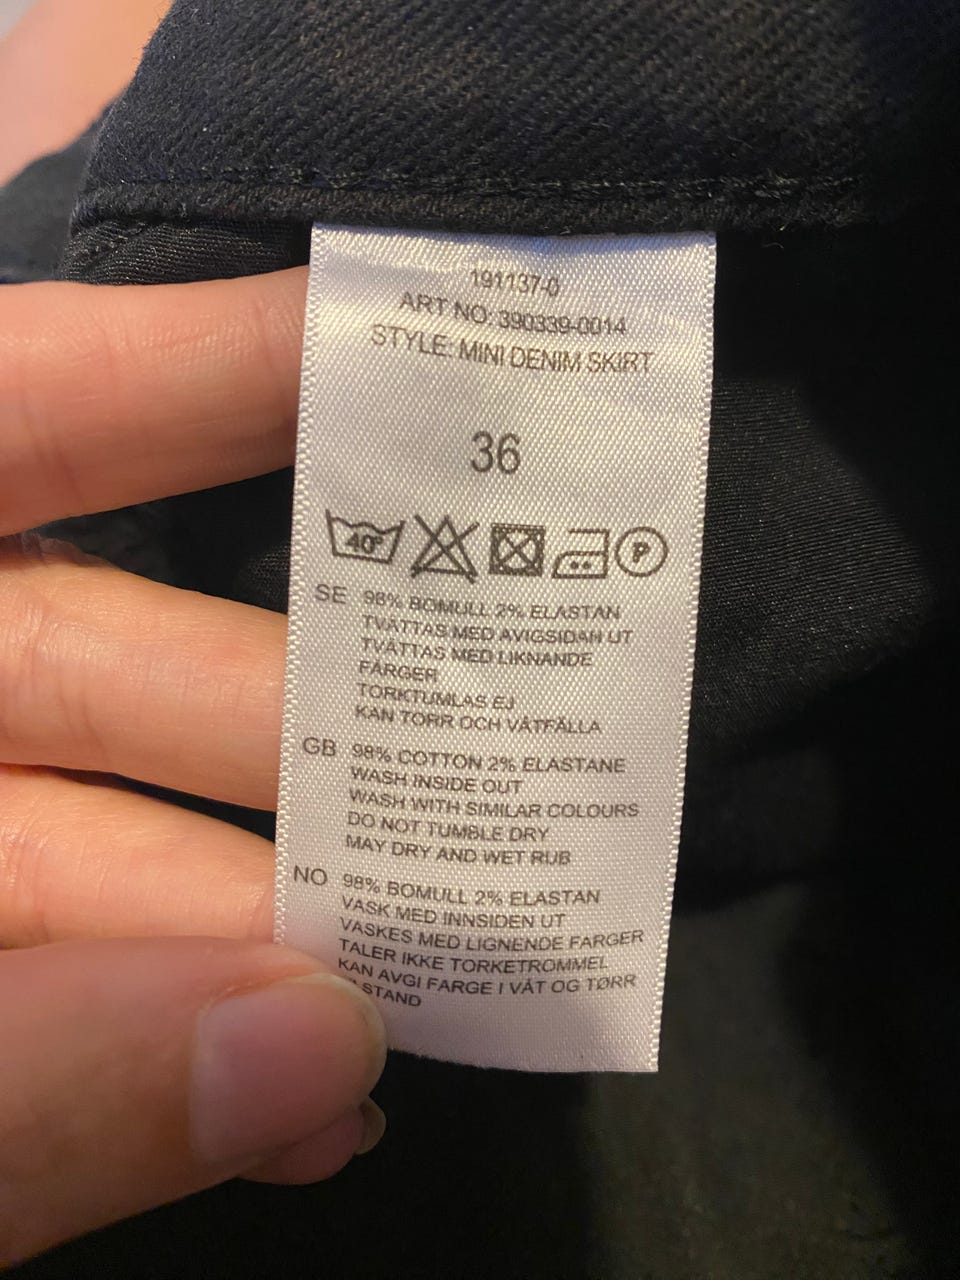 191137-0
ART NO: 390339-0014
STYLE: MINI DENIM SKIRT
36
40° P
SE 98% BOMULL 2% ELASTAN
TVÄTTAS MED AVIGSIDAN UT
TVÄTTAS MED LIKNANDE
FÄRGER
TORKTUMLAS EJ
KAN TORR OCH VÅTFÄLLA
GB 98% COTTON 2% ELASTANE
WASH INSIDE OUT
WASH WITH SIMILAR COLOURS
DO NOT TUMBLE DRY
MAY DRY AND WET RUB
NO 98% BOMULL 2% ELASTAN
VASK MED INNSIDEN UT
VASKES MED LIGNENDE FARGER
TALER IKKE TORKETROMMEL
KAN AVGI FARGE I VÅT OG TØRR